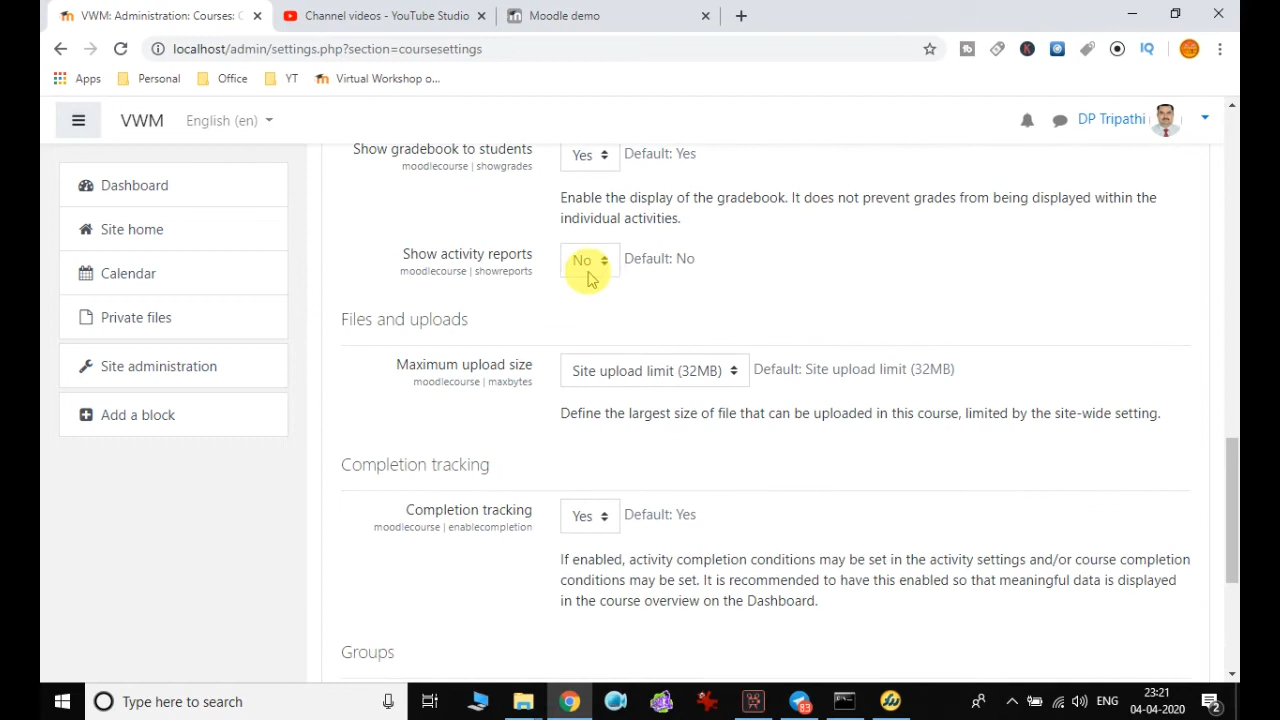 VWM: Administration: Courses: C
Channel videos - YouTube Studio
Moodle demo
localhost/admin/settings.php?section=coursesettings
Apps
Personal
Office
YT
Virtual Workshop o...
VWM
English (en)
DP Tripathi
Dashboard
Site home
Calendar
Private files
Site administration
Add a block
Show gradebook to students
moodlecourse | showgrades
Yes
Default: Yes
Enable the display of the gradebook. It does not prevent grades from being displayed within the
individual activities.
Show activity reports
moodlecourse | showreports
No
Default: No
Files and uploads
Maximum upload size
moodlecourse | maxbytes
Site upload limit (32MB)
Default: Site upload limit (32MB)
Define the largest size of file that can be uploaded in this course, limited by the site-wide setting.
Completion tracking
Completion tracking
moodlecourse | enablecompletion
Yes
Default: Yes
If enabled, activity completion conditions may be set in the activity settings and/or course completion
conditions may be set. It is recommended to have this enabled so that meaningful data is displayed
in the course overview on the Dashboard.
Groups
Type here to search
83
ENG
23:21
04-04-2020
2